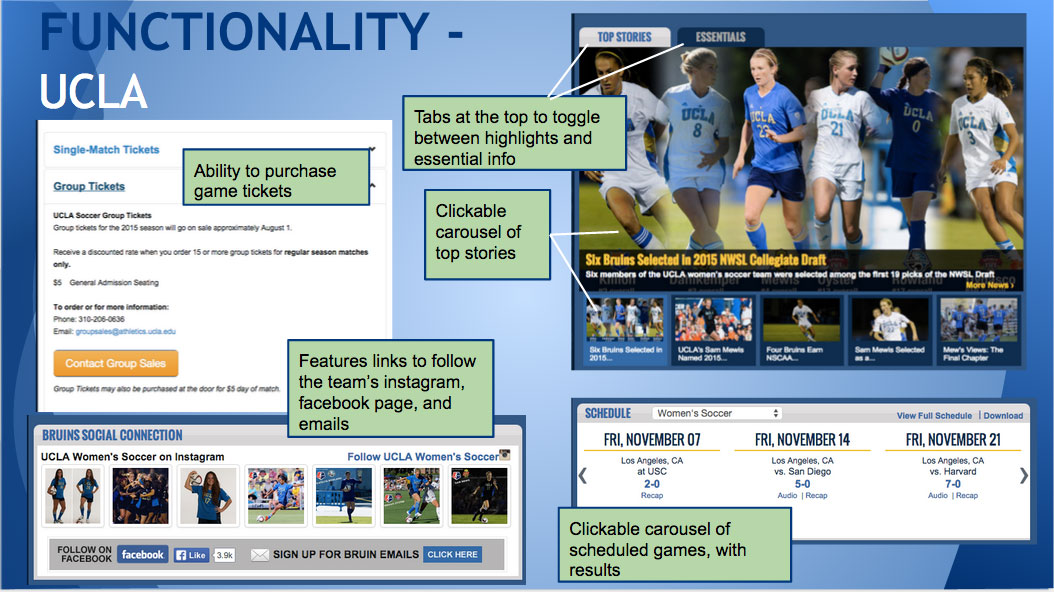 FUNCTIONALITY -
UCLA
Single-Match Tickets
Group Tickets
UCLA Soccer Group Tickets
Group tickets for the 2015 season will go on sale approximately August 1.
Receive a discounted rate when you order 15 or more group tickets for regular season matches
only.
$5 General Admission Seating
To order or for more information:
Phone: 310-206-0636
Email: groupsales@athletics.ucla.edu
Contact Group Sales
Group Tickets may also be purchased at the door for $5 day of match.
Ability to purchase
game tickets
Tabs at the top to toggle
between highlights and
essential info
Clickable
carousel of
top stories
TOP STORIES
ESSENTIALS
UCLA
8
UCLA
23
UCLA
21
UCLA
0
UCLA
3
Six Bruins Selected in 2015 NWSL Collegiate Draft
Six members of the UCLA women's soccer team were selected among the first 19 picks of the NWSL Draft
More News ›
Six Bruins Selected in
2015...
UCLA's Sam Mewis
Named 2015...
Four Bruins Earn
NSCAA...
Sam Mewis Selected
as a...
Mew's Views: The
Final Chapter
Features links to follow
the team's instagram,
facebook page, and
emails
BRUINS SOCIAL CONNECTION
UCLA Women's Soccer on Instagram
Follow UCLA Women's Soccer
FOLLOW ON
FACEBOOK
facebook
Like
3.9k
SIGN UP FOR BRUIN EMAILS
CLICK HERE
SCHEDULE
Women's Soccer
View Full Schedule | Download
FRI, NOVEMBER 07
Los Angeles, CA
at USC
2-0
Recap
FRI, NOVEMBER 14
Los Angeles, CA
vs. San Diego
5-0
Audio | Recap
FRI, NOVEMBER 21
Los Angeles, CA
vs. Harvard
7-0
Audio | Recap
Clickable carousel of
scheduled games, with
results